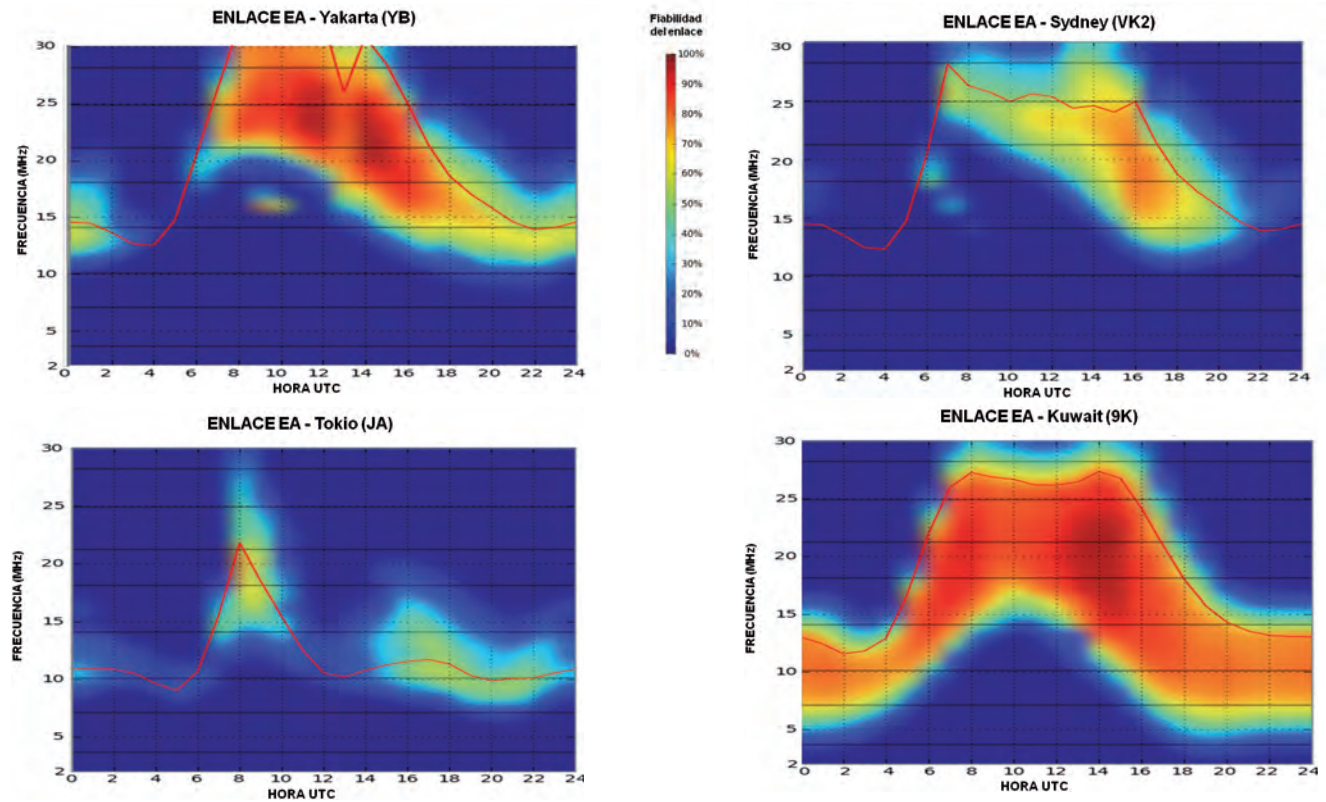 ENLACE EA - Yakarta (YB)
FRECUENCIA (MHz)
30
25
20
15
10
5
2
0 2 4 6 8 10 12 14 16 18 20 22 24
HORA UTC
Fiabilidad
del enlace
100%
90%
80%
70%
60%
50%
40%
30%
20%
10%
0%
ENLACE EA - Sydney (VK2)
FRECUENCIA (MHz)
30
25
20
15
10
5
2
0 2 4 6 8 10 12 14 16 18 20 22 24
HORA UTC
ENLACE EA - Tokio (JA)
FRECUENCIA (MHz)
30
25
20
15
10
5
2
0 2 4 6 8 10 12 14 16 18 20 22 24
HORA UTC
ENLACE EA - Kuwait (9K)
FRECUENCIA (MHz)
30
25
20
15
10
5
2
0 2 4 6 8 10 12 14 16 18 20 22 24
HORA UTC